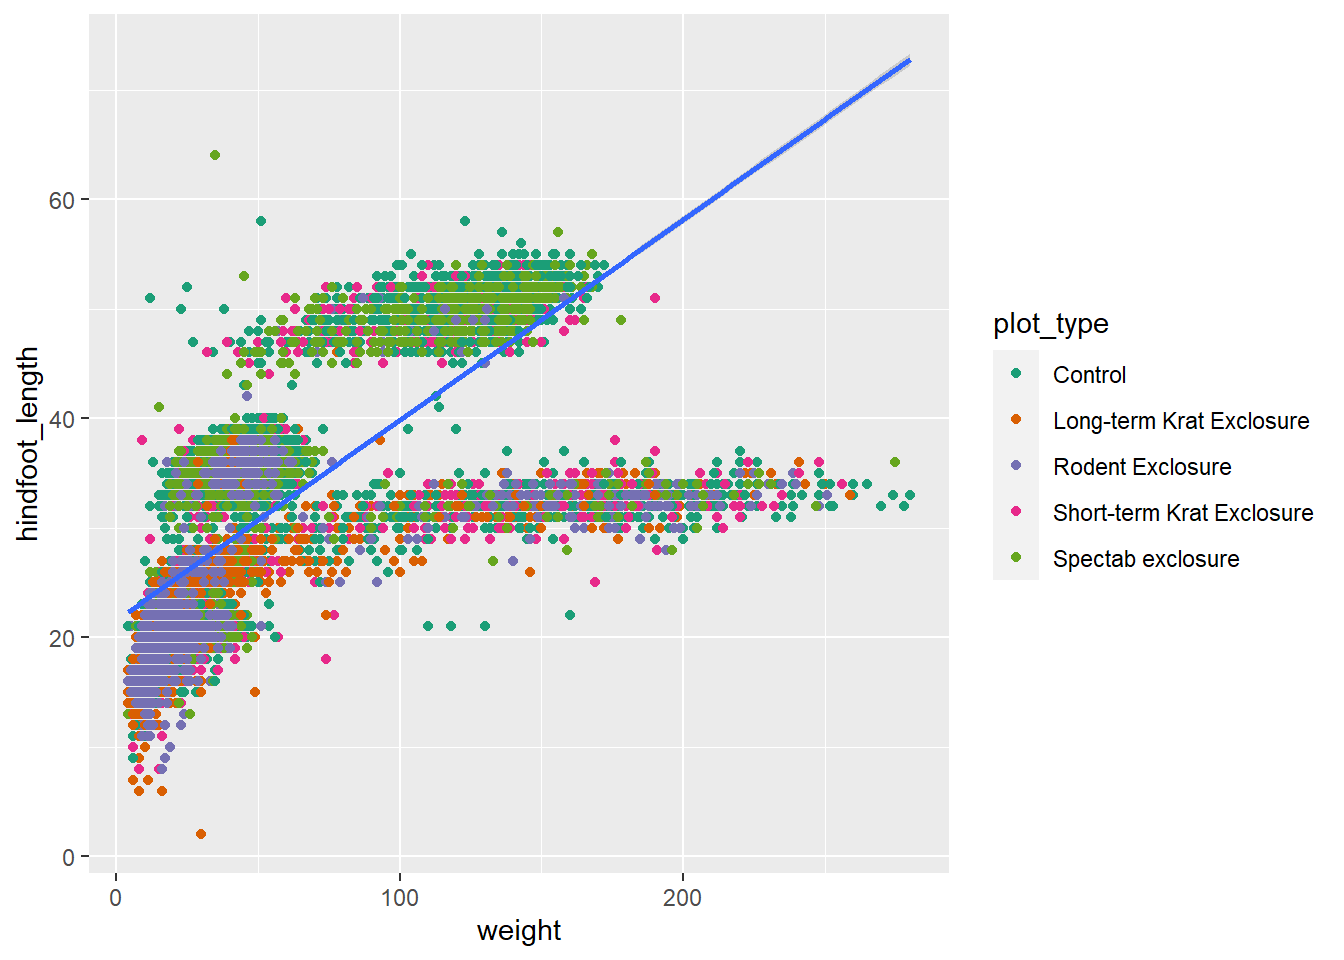 60
40
20
0
hindfoot_length
0
100
200
weight
plot_type
Control
Long-term Krat Exclosure
Rodent Exclosure
Short-term Krat Exclosure
Spectab exclosure